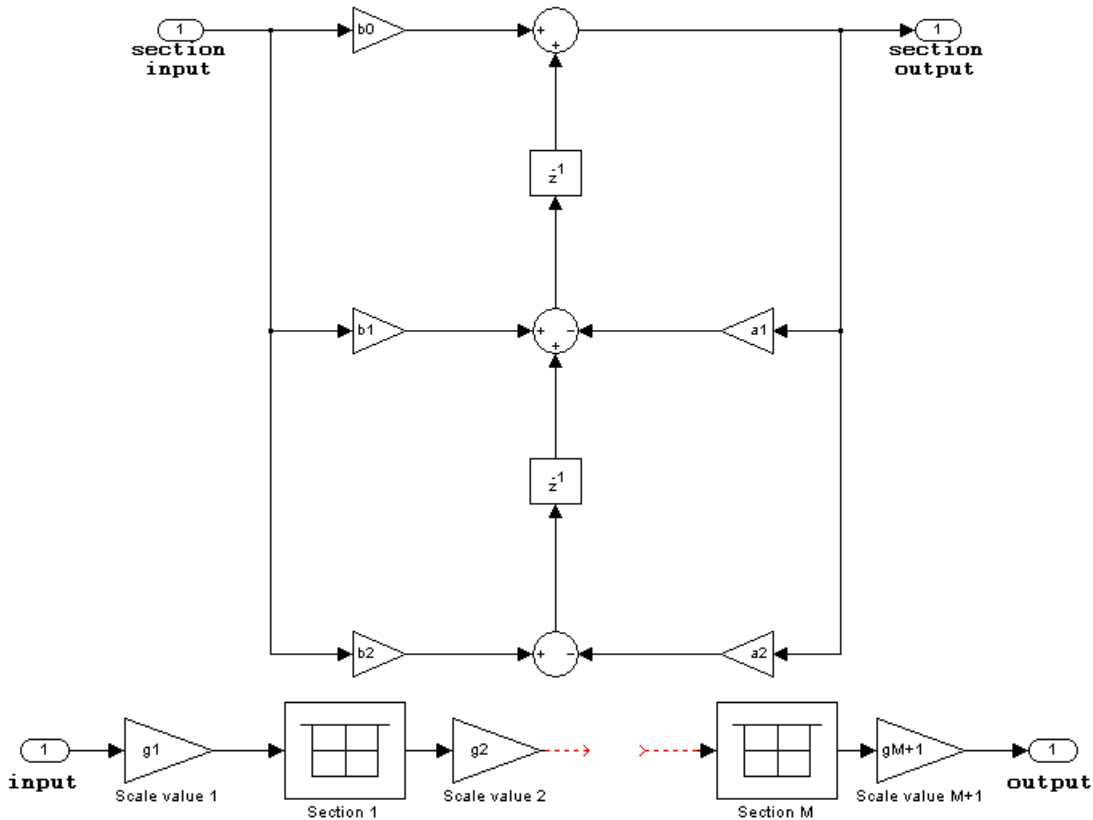 1
section
input
b0
+
+
1
section
output
z-1
b1
+
−
+
a1
z-1
b2
+
−
a2
1
input
g1
Scale value 1
Section 1
g2
Scale value 2
Section M
gM+1
Scale value M+1
1
output